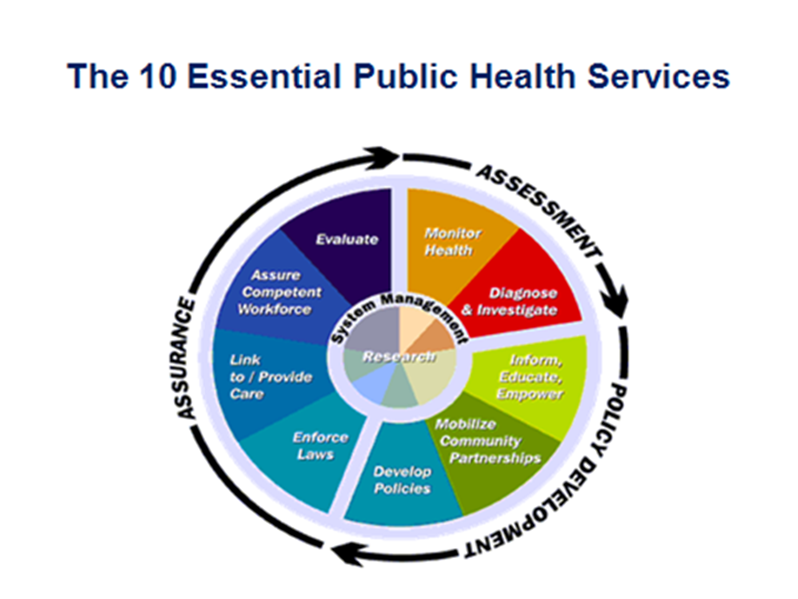 The 10 Essential Public Health Services
ASSESSMENT
Monitor
Health
Diagnose
& Investigate
POLICY DEVELOPMENT
Inform,
Educate,
Empower
Mobilize
Community
Partnerships
Develop
Policies
ASSURANCE
Enforce
Laws
Link
to / Provide
Care
Assure
Competent
Workforce
Evaluate
System Management
Research